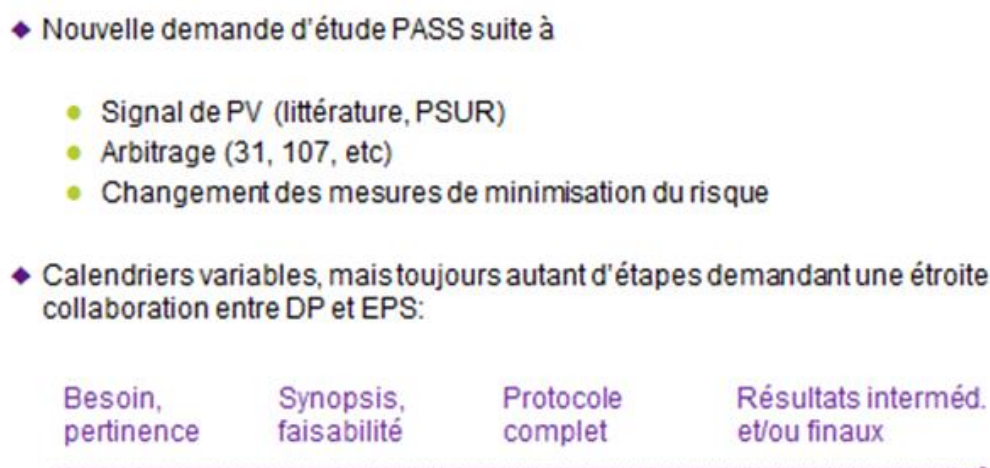 Nouvelle demande d'étude PASS suite à
Signal de PV (littérature, PSUR)
Arbitrage (31, 107, etc)
Changement des mesures de minimisation du risque
Calendriers variables, mais toujours autant d'étapes demandant une étroite
collaboration entre DP et EPS:
Besoin, Synopsis, Protocole Résultats interméd.
pertinence faisabilité complet et/ou finaux